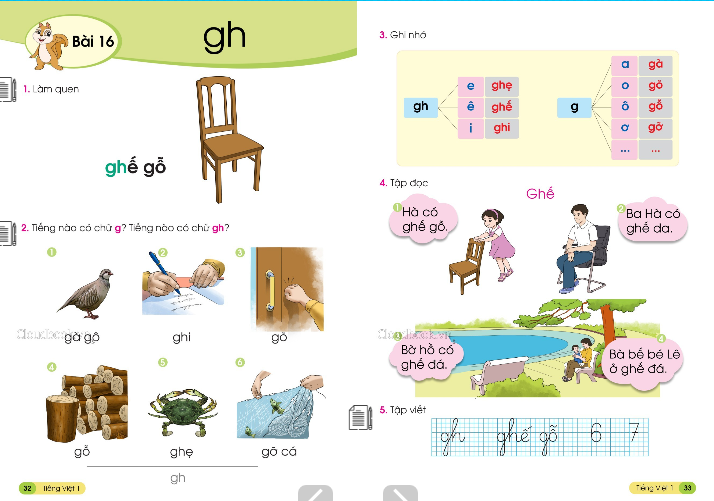 Bài 16
gh
1. Làm quen
ghế gỗ
2. Tiếng nào có chữ g? Tiếng nào có chữ gh?
1
2
3
gà gô
ghi
gõ
4
5
6
gỗ
ghẹ
gỡ cá
gh
32 Tiếng Việt 1
3. Ghi nhớ
gh
e ghẹ
ê ghế
i ghi
g
a gà
o gõ
ô gỗ
ơ gỡ
... ...
4. Tập đọc
Ghế
1
Hà có
ghế gỗ.
2
Ba Hà có
ghế da.
3
Bờ hồ có
ghế đá.
4
Bà bế bé Lê
ở ghế đá.
5. Tập viết
gh ghế gỗ 6 7
Tiếng Việt 1 33